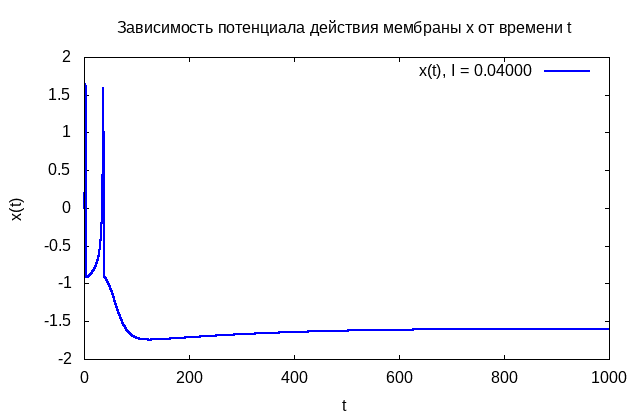 Зависимость потенциала действия мембраны x от времени t
x(t), I = 0.04000
2
1.5
1
0.5
0
-0.5
-1
-1.5
-2
x(t)
0 200 400 600 800 1000
t